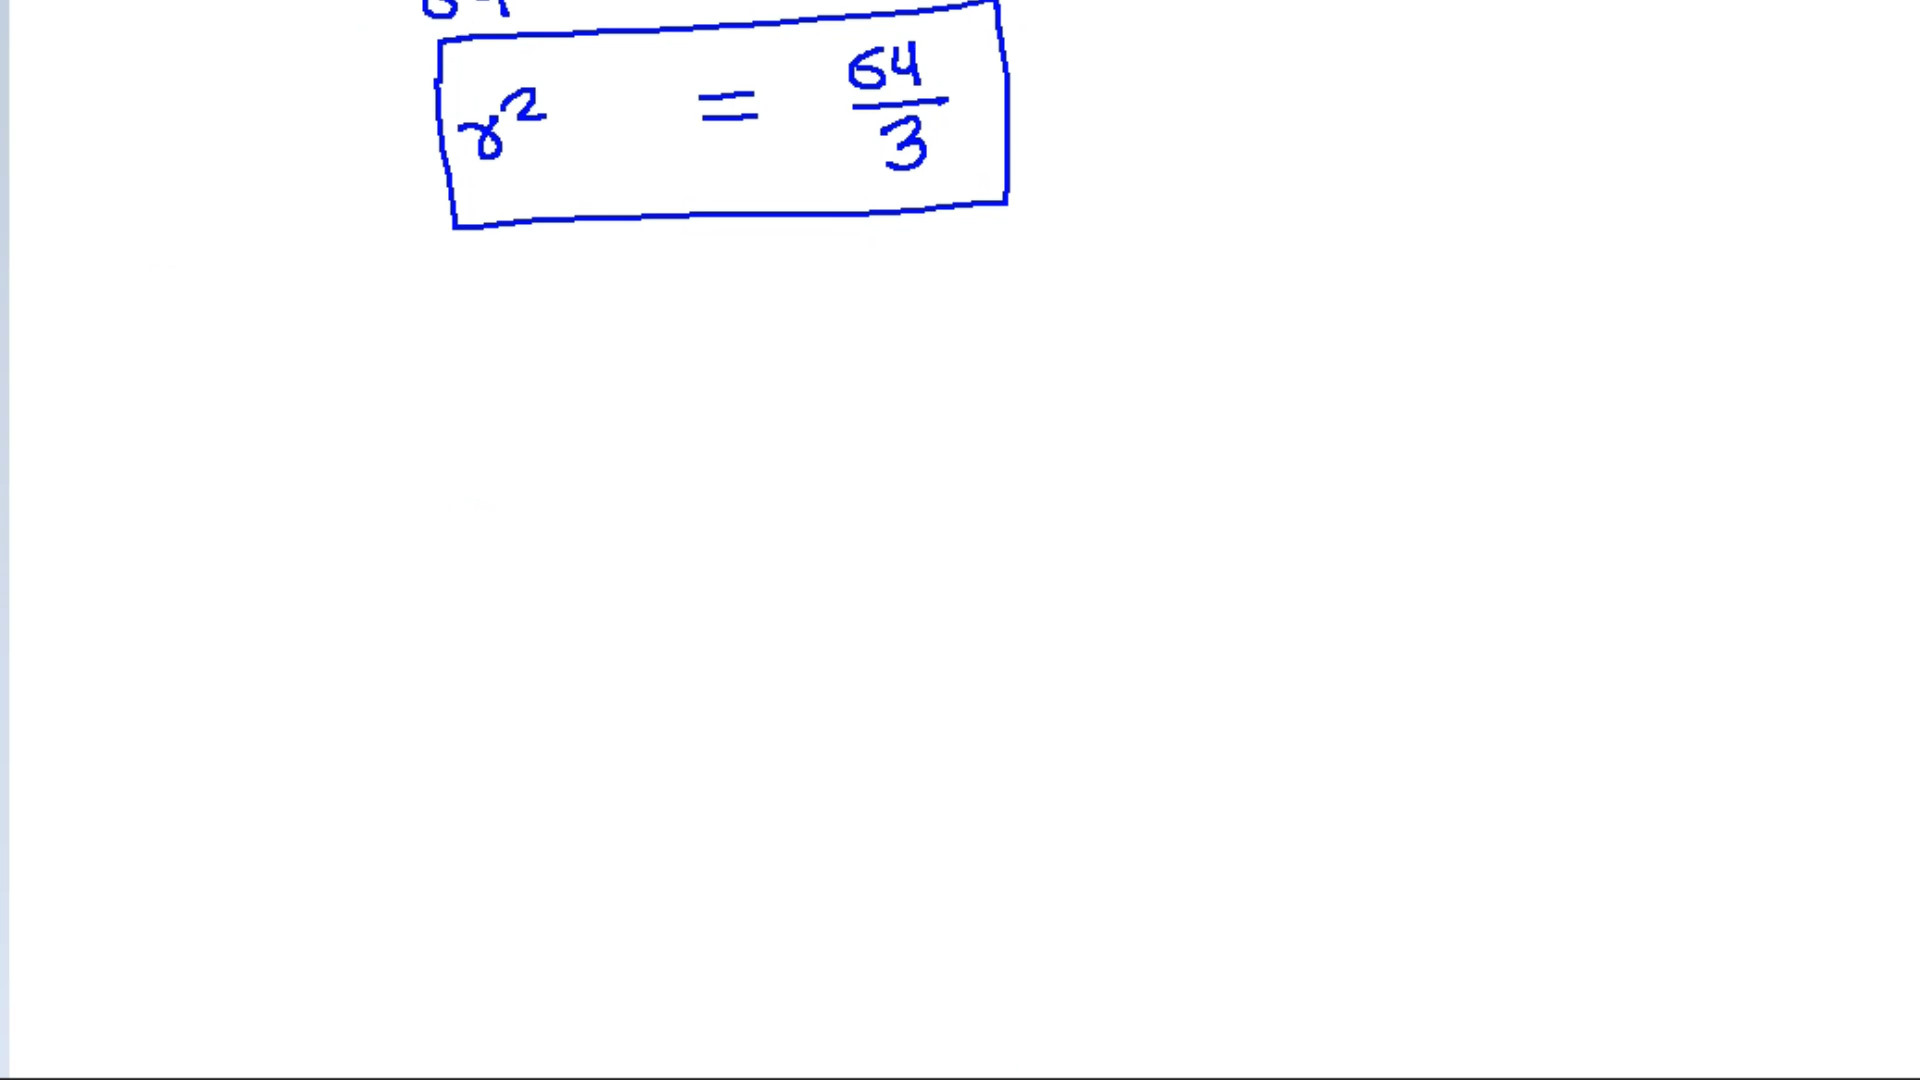 r² = 64/3